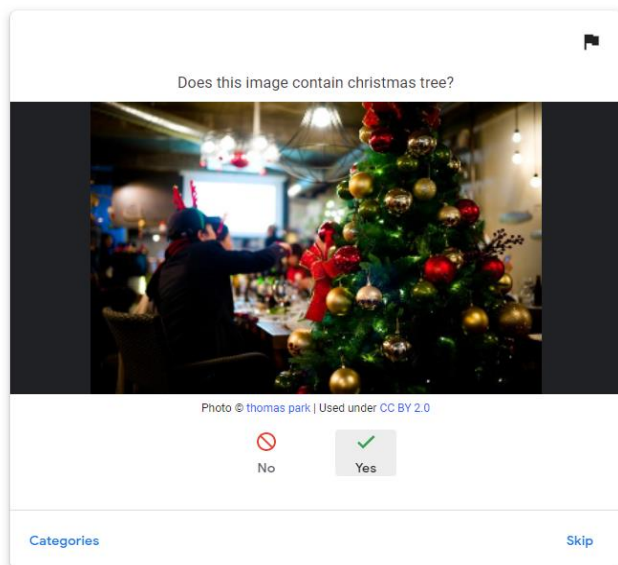 Does this image contain christmas tree?
Photo © thomas park | Used under CC BY 2.0
No
Yes
Categories
Skip